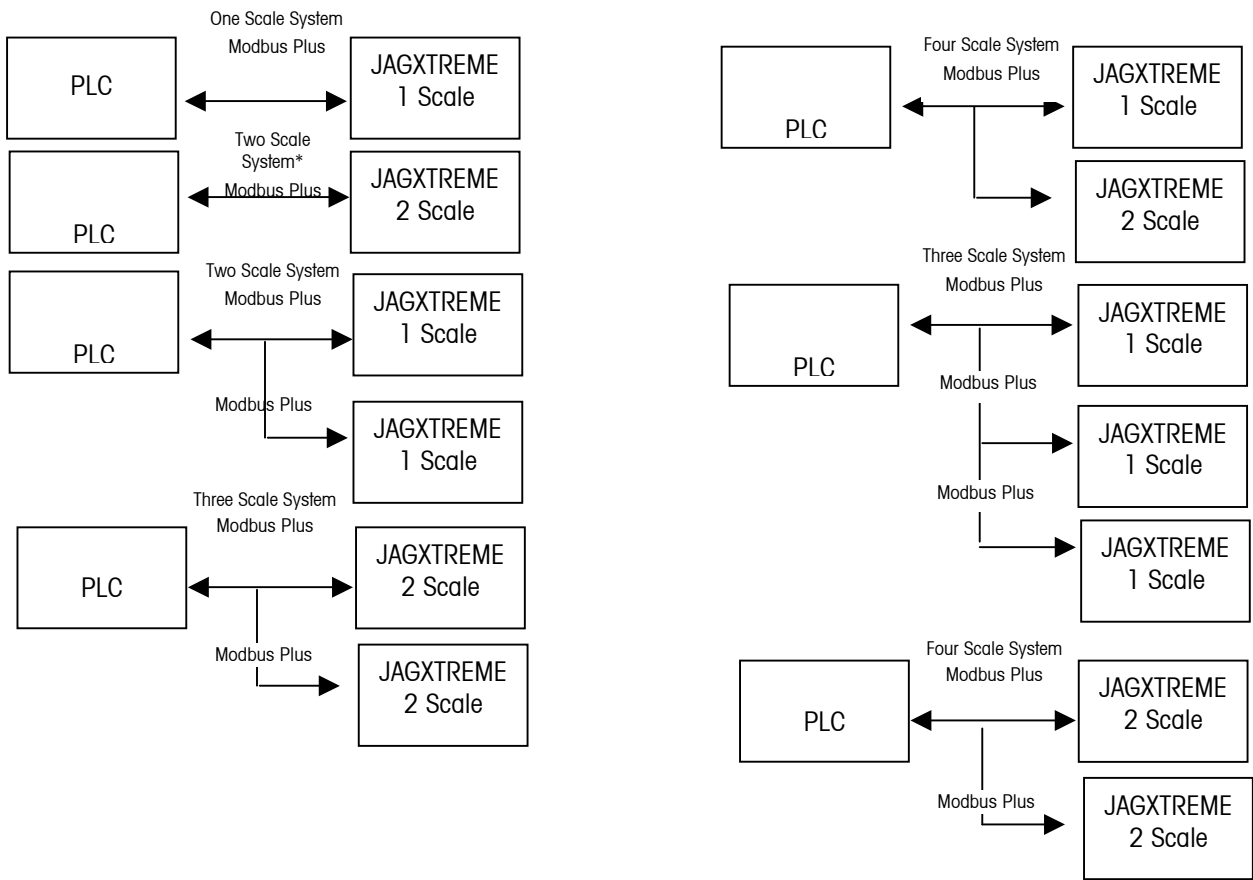 One Scale System
Modbus Plus
PLC
JAGXTREME
1 Scale
Two Scale
System*
Modbus Plus
PLC
JAGXTREME
2 Scale
Two Scale System
Modbus Plus
PLC
JAGXTREME
1 Scale
Modbus Plus
JAGXTREME
1 Scale
Three Scale System
Modbus Plus
PLC
JAGXTREME
2 Scale
Modbus Plus
JAGXTREME
2 Scale
Four Scale System
Modbus Plus
PLC
JAGXTREME
1 Scale
JAGXTREME
2 Scale
Three Scale System
Modbus Plus
PLC
JAGXTREME
1 Scale
Modbus Plus
JAGXTREME
1 Scale
Modbus Plus
JAGXTREME
1 Scale
Four Scale System
Modbus Plus
PLC
JAGXTREME
2 Scale
Modbus Plus
JAGXTREME
2 Scale